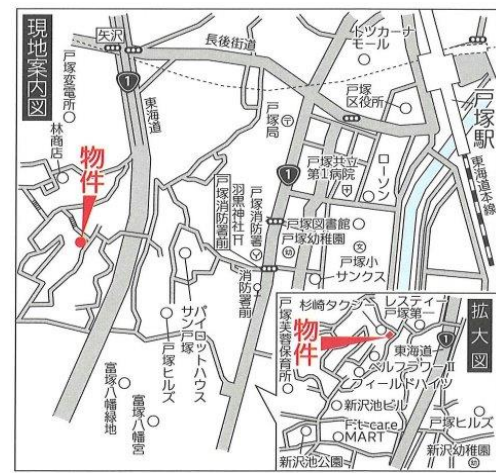 現地案内図
矢沢
長後街道
トツカーナモール
戸塚変電所
1
東海道
戸塚区役所
戸塚駅
東海道本線
林商店
戸塚局
戸塚共立第1病院
ローソン
物件
1
戸塚消防署前
羽黒神社
戸塚消防署
戸塚図書館
戸塚幼稚園
幼
文
戸塚小
サンクス
消防署前
パイロットハウスサン戸塚
戸塚ヒルズ
富塚八幡緑地
富塚八幡宮
拡大図
杉崎タクシー
レスティー戸塚第一
1
物件
東海道
戸塚芙蓉保育所
ベルフラワーⅡ
フィールドハイツ
新沢池ビル
F.t-care MART
戸塚ヒルズ
新沢池公園
新沢幼稚園
幼